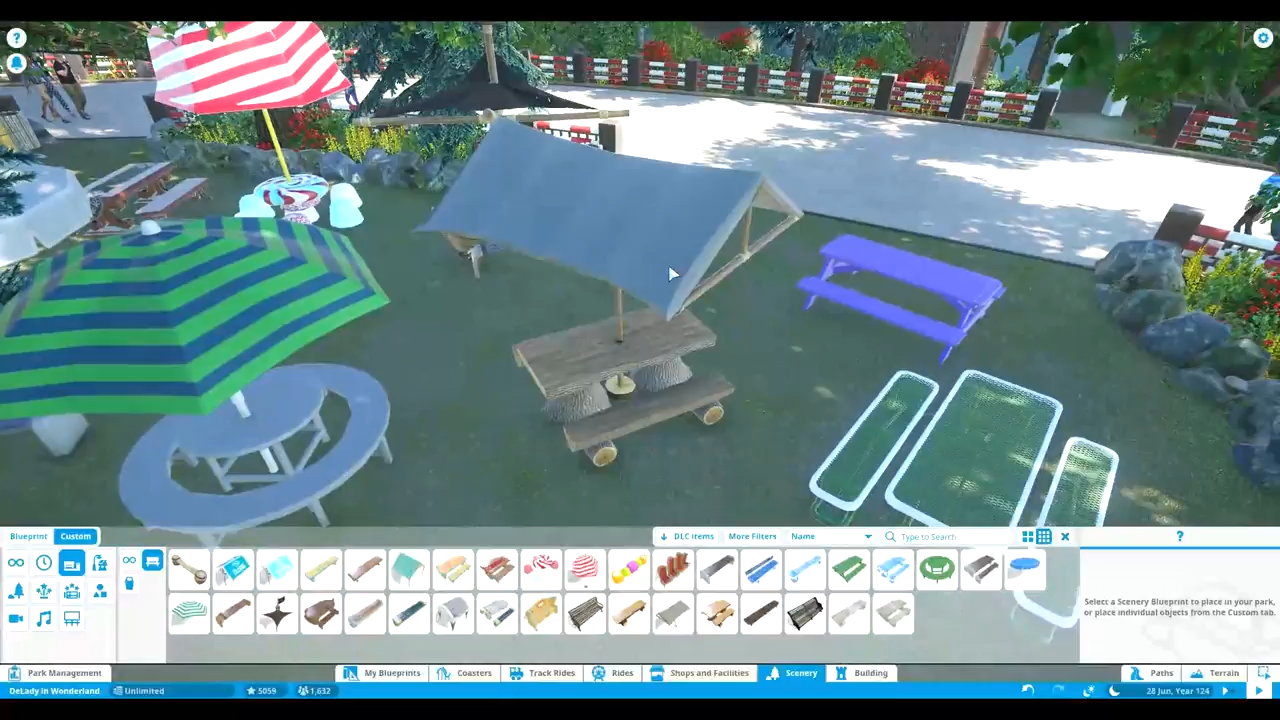 ?
Blueprint Custom
DLC Items More Filters Name Type to Search
?
Select a Scenery Blueprint to place in your park,
or place individual objects from the Custom tab.
Park Management My Blueprints Coasters Track Rides Rides Shops and Facilities Scenery Building Paths Terrain
DeLady in Wonderland Unlimited 5059 1,632 28 Jun, Year 124